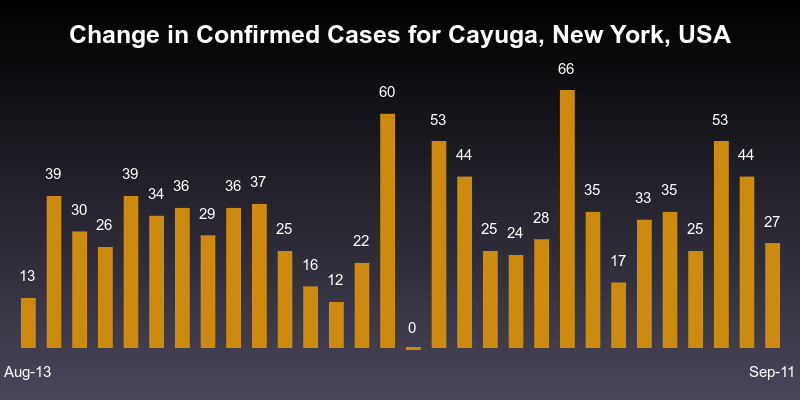 Change in Confirmed Cases for Cayuga, New York, USA
13 39 30 26 39 34 36 29 36 37 25 16 12 22 60 0 53 44 25 24 28 66 35 17 33 35 25 53 44 27
Aug-13 Sep-11